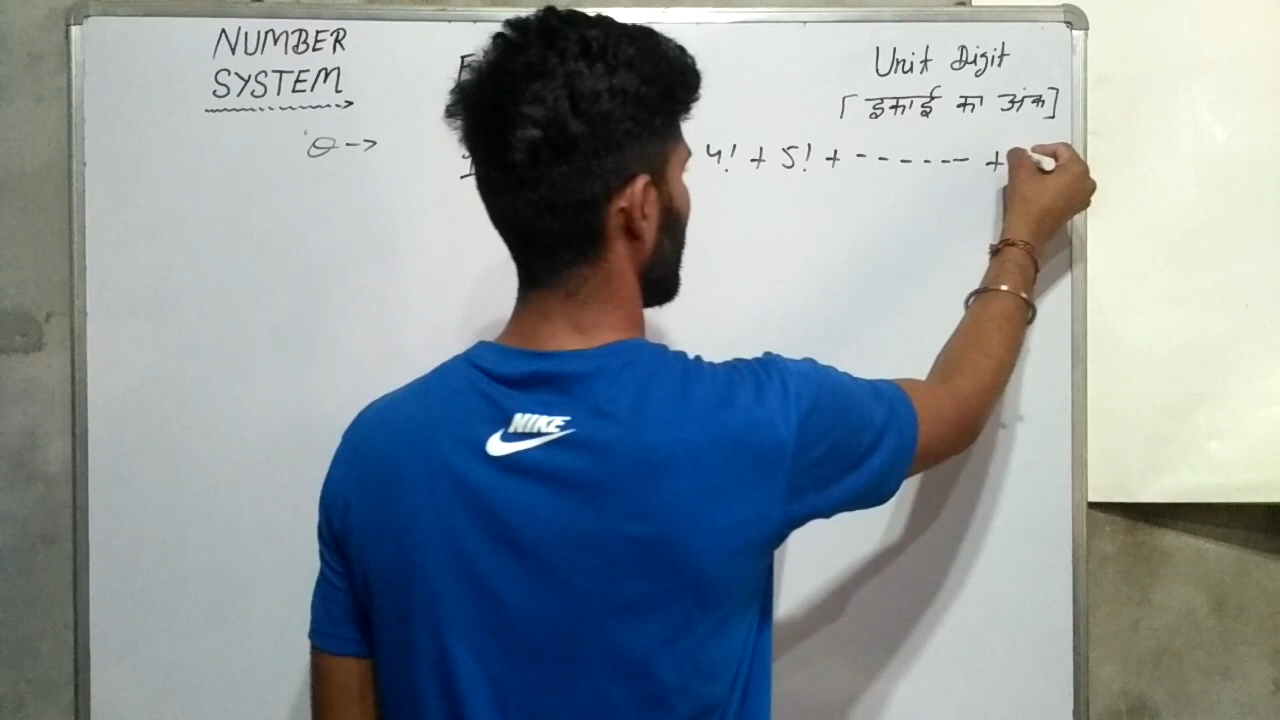 NUMBER
SYSTEM
Unit Digit
[इकाई का अंक]
Q→
4! + 5! + ------ +
NIKE